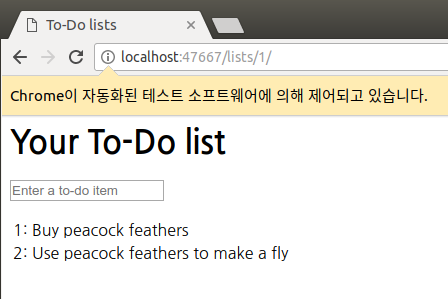 To-Do lists
localhost:47667/lists/1/
Chrome이 자동화된 테스트 소프트웨어에 의해 제어되고 있습니다.
Your To-Do list
Enter a to-do item
1: Buy peacock feathers
2: Use peacock feathers to make a fly